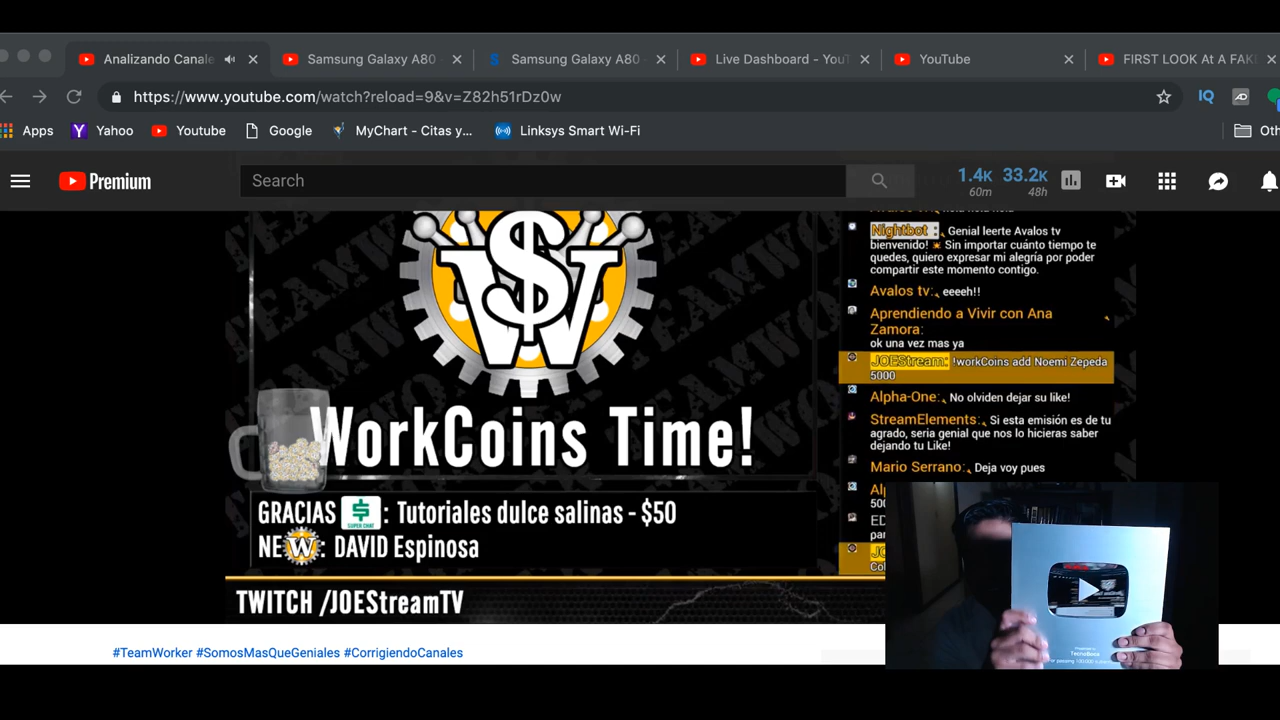 Analizando Canale
Samsung Galaxy A80 -
Samsung Galaxy A80 -
Live Dashboard - YouT
YouTube
FIRST LOOK At A FAK
https://www.youtube.com/watch?reload=9&v=Z82h51rDz0w
IQ
Apps
Yahoo
Youtube
Google
MyChart - Citas y...
Linksys Smart Wi-Fi
Oth
Premium
Search
1.4K
60m
33.2K
48h
$
W
WorkCoins Time!
GRACIAS SUPER CHAT : Tutoriales dulce salinas - $50
NEW : DAVID Espinosa
TWITCH /JOEStreamTV
Nightbot : Genial leerte Avalos tv
bienvenido! Sin importar cuánto tiempo te
quedes, quiero expresar mi alegría por poder
compartir este momento contigo.
Avalos tv: eeeeh!!
Aprendiendo a Vivir con Ana
Zamora:
ok una vez mas ya
JOEStream: !workCoins add Noemi Zepeda
5000
Alpha-One: No olviden dejar su like!
StreamElements: Si esta emisión es de tu
agrado, seria genial que nos lo hicieras saber
dejando tu Like!
Mario Serrano: Deja voy pues
#TeamWorker #SomosMasQueGeniales #CorrigiendoCanales